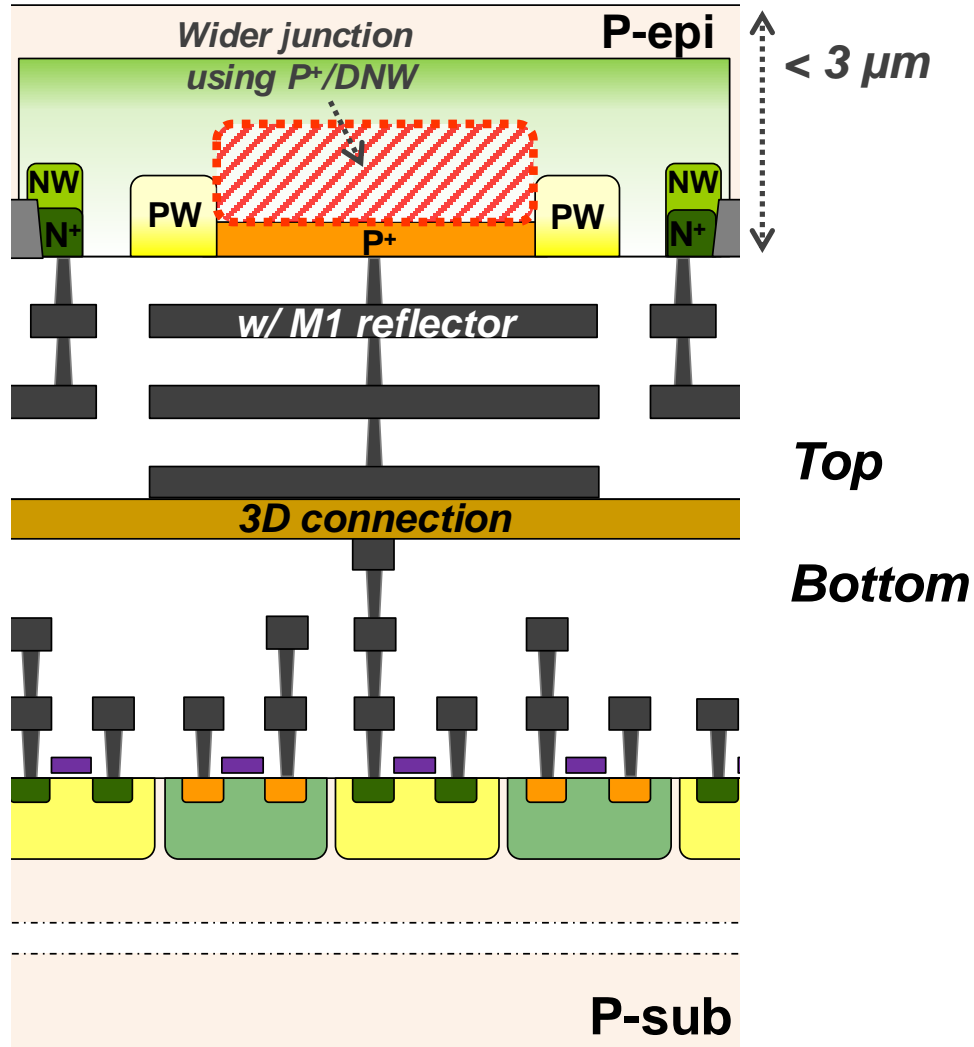 Wider junction
using P+/DNW
P-epi
< 3 μm
NW
NW
PW
PW
N+
P+
N+
w/ M1 reflector
Top
3D connection
Bottom
P-sub